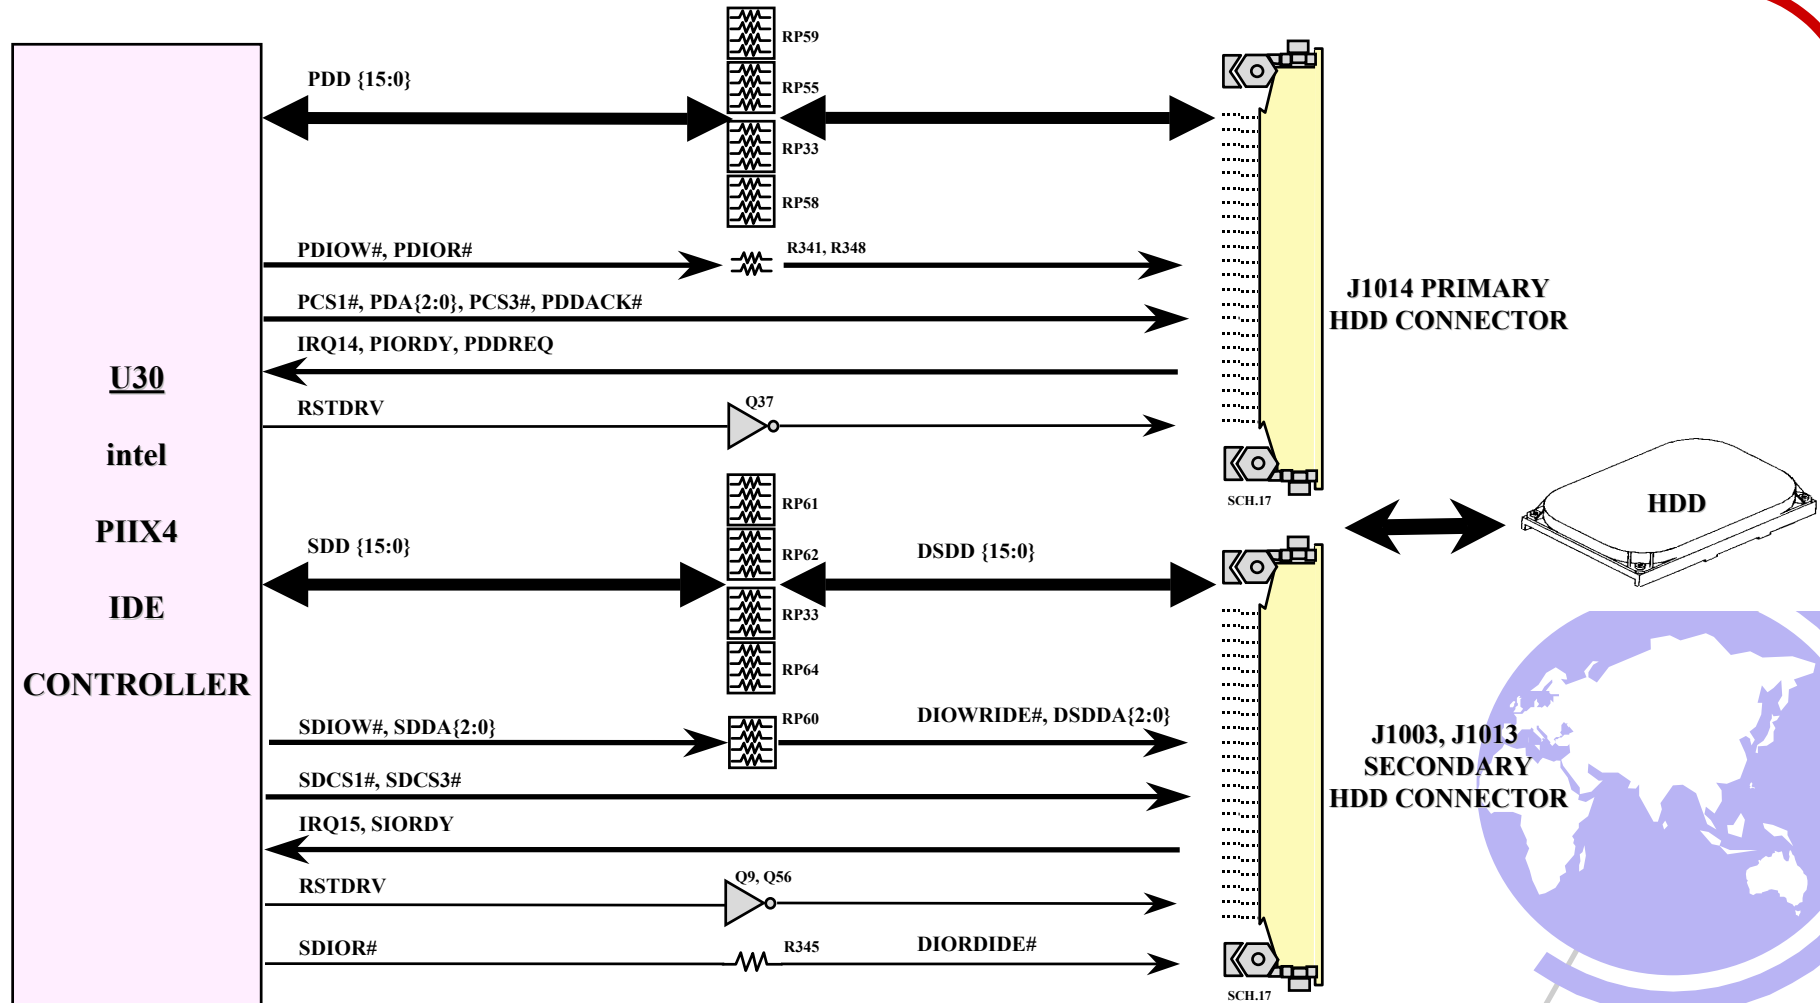 RP59
PDD {15:0}
RP55
RP33
RP58
PDIOW#, PDIOR#
R341, R348
PCS1#, PDA{2:0}, PCS3#, PDDACK#
IRQ14, PIORDY, PDDREQ
RSTDRV
Q37
J1014 PRIMARY
HDD CONNECTOR
U30
intel
PIIX4
IDE
CONTROLLER
SCH.17
HDD
RP61
SDD {15:0}
RP62
DSDD {15:0}
RP33
RP64
SDIOW#, SDDA{2:0}
RP60
DIOWRIDE#, DSDDA{2:0}
SDCS1#, SDCS3#
IRQ15, SIORDY
RSTDRV
Q9, Q56
J1003, J1013
SECONDARY
HDD CONNECTOR
SDIOR#
R345
DIORDIDE#
SCH.17